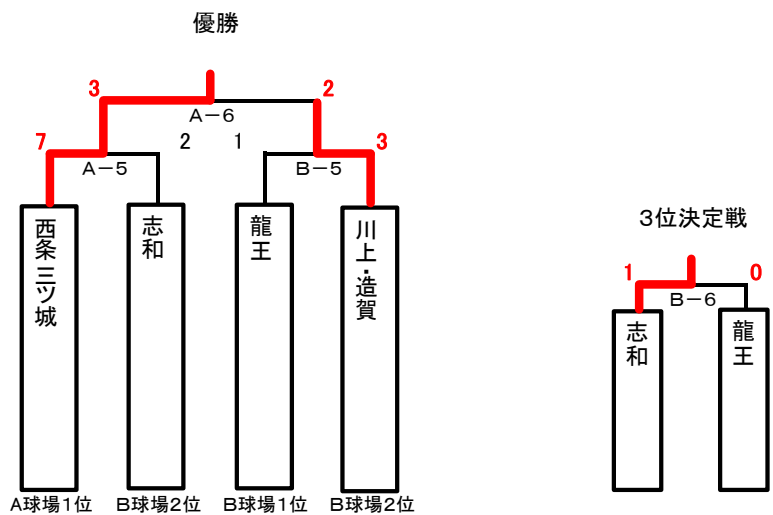 優勝
3
2
A-6
7
2
1
3
A-5
B-5
西条三ツ城
志和
龍王
川上・造賀
A球場1位
B球場2位
B球場1位
B球場2位
3位決定戦
1
0
B-6
志和
龍王